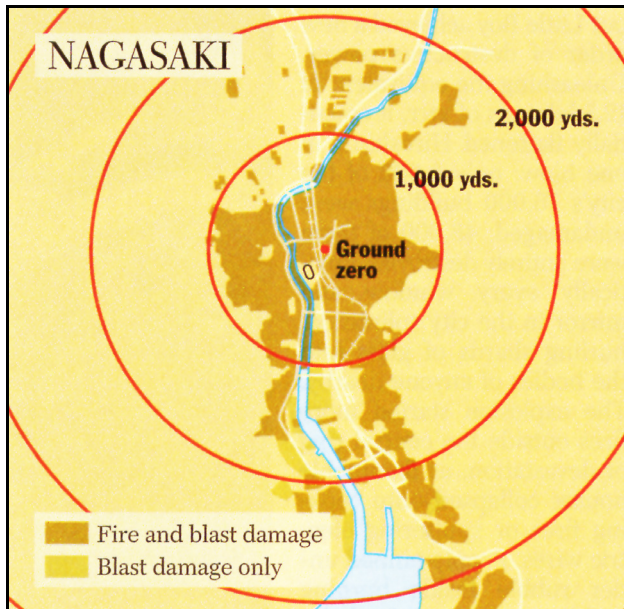 NAGASAKI
2,000 yds.
1,000 yds.
Ground
zero
Fire and blast damage
Blast damage only